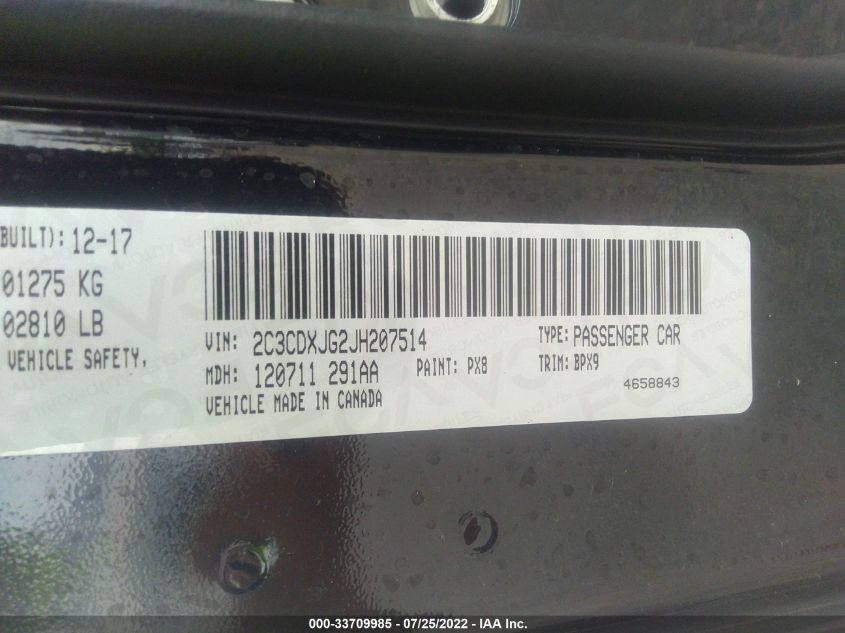 BUILT): 12-17
01275 KG
02810 LB
VEHICLE SAFETY,
VIN: 2C3CDXJG2JH207514
TYPE: PASSENGER CAR
MDH: 120711 291AA
PAINT: PX8
TRIM: BPX9
VEHICLE MADE IN CANADA
4658843
000-33709985 - 07/25/2022 - IAA Inc.